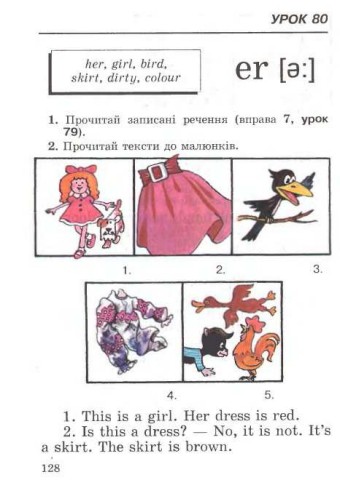 УРОК 80
her, girl, bird,
skirt, dirty, colour
er [ə:]
1. Прочитай записані речення (вправа 7, урок
79).
2. Прочитай тексти до малюнків.
1. 2. 3.
4. 5.
1. This is a girl. Her dress is red.
2. Is this a dress? — No, it is not. It's
a skirt. The skirt is brown.
128